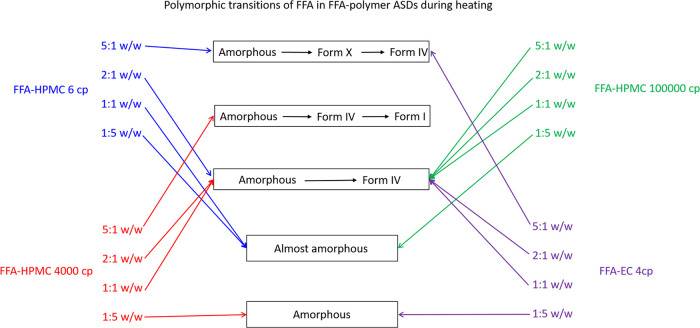 Polymorphic transitions of FFA in FFA-polymer ASDs during heating
5:1 w/w
2:1 w/w
FFA-HPMC 6 cp
1:1 w/w
1:5 w/w
Amorphous Form X Form IV
Amorphous Form IV Form I
Amorphous Form IV
Almost amorphous
Amorphous
5:1 w/w
2:1 w/w
FFA-HPMC 100000 cp
1:1 w/w
1:5 w/w
5:1 w/w
2:1 w/w
FFA-HPMC 4000 cp
1:1 w/w
1:5 w/w
5:1 w/w
2:1 w/w
FFA-EC 4cp
1:1 w/w
1:5 w/w